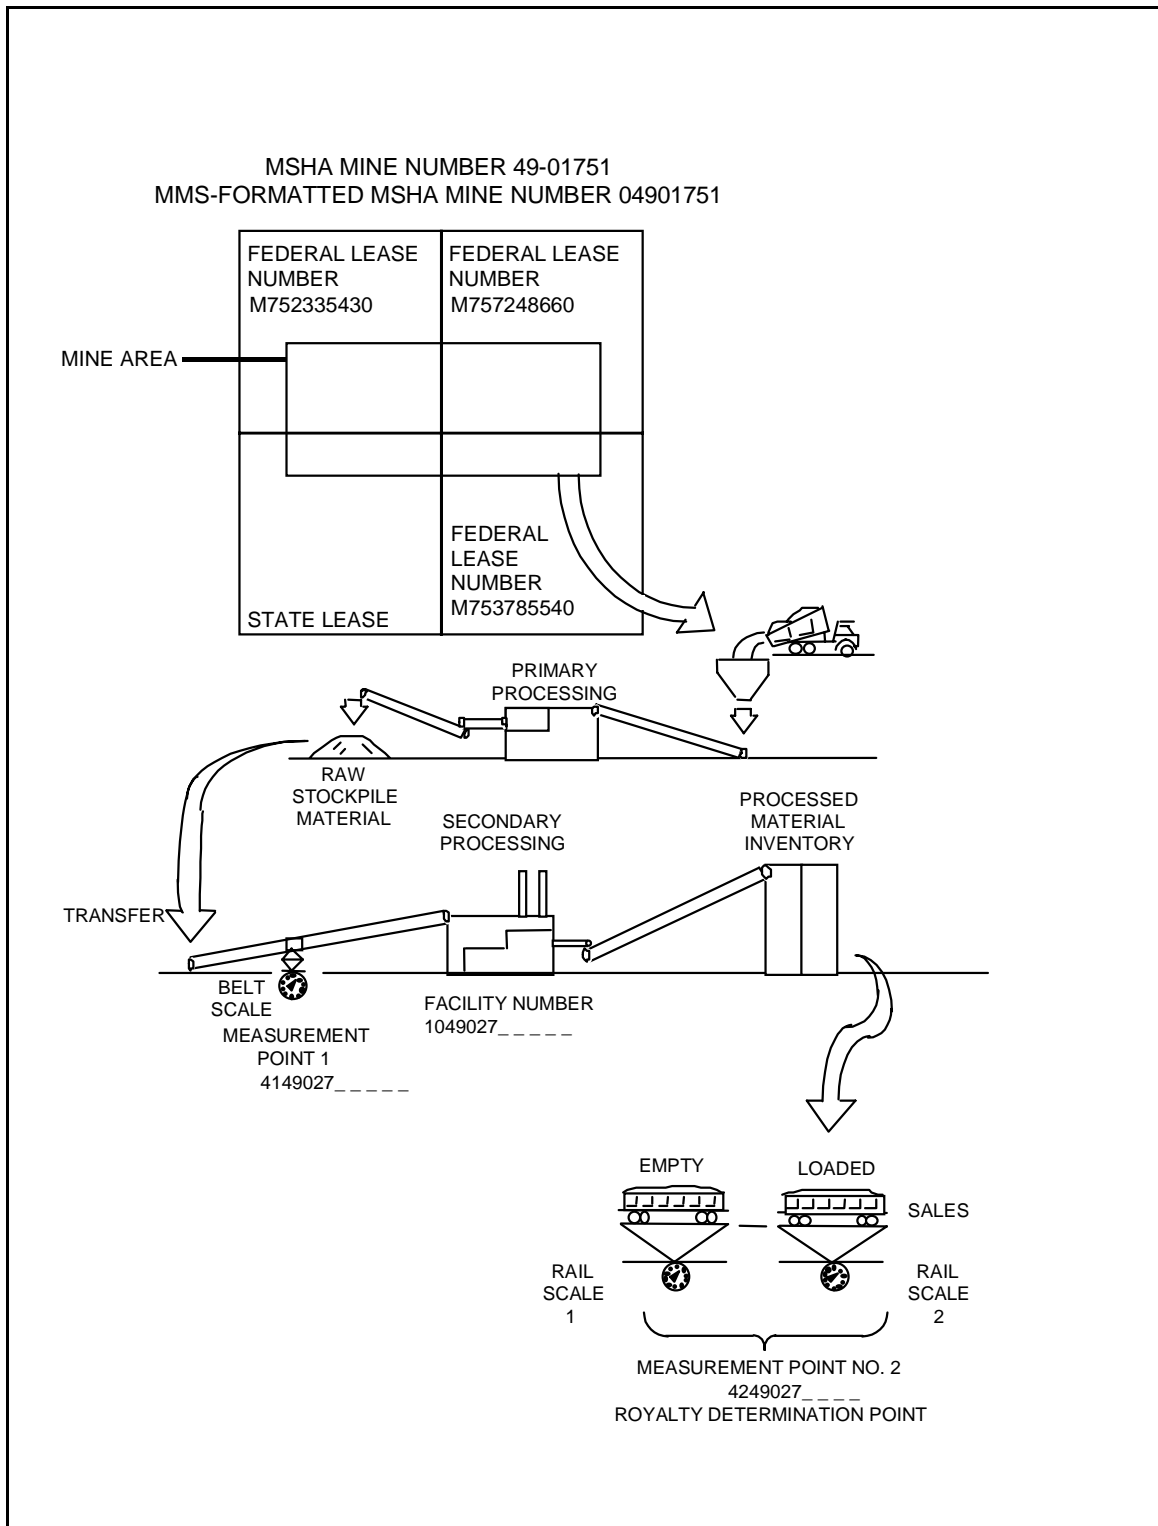 MSHA MINE NUMBER 49-01751
MMS-FORMATTED MSHA MINE NUMBER 04901751
FEDERAL LEASE
NUMBER
M752335430
FEDERAL LEASE
NUMBER
M757248660
MINE AREA
FEDERAL
LEASE
NUMBER
M753785540
STATE LEASE
PRIMARY
PROCESSING
RAW
STOCKPILE
MATERIAL
SECONDARY
PROCESSING
PROCESSED
MATERIAL
INVENTORY
TRANSFER
BELT
SCALE
MEASUREMENT
POINT 1
4149027_ _ _ _ _
FACILITY NUMBER
1049027_ _ _ _ _
EMPTY
LOADED
SALES
RAIL
SCALE
1
RAIL
SCALE
2
MEASUREMENT POINT NO. 2
4249027_ _ _ _
ROYALTY DETERMINATION POINT